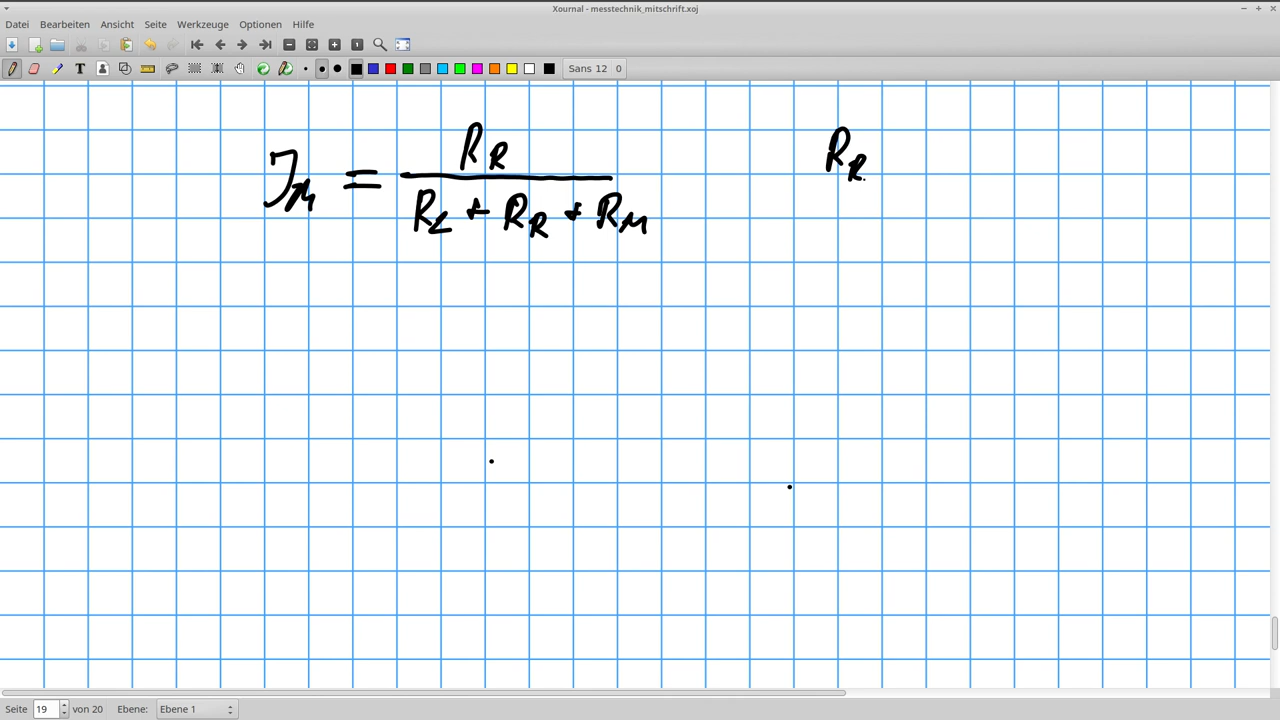 Xournal - messtechnik_mitschrift.xoj
Datei Bearbeiten Ansicht Seite Werkzeuge Optionen Hilfe
T Sans 12 0
I_M = R_R / (R_L + R_R + R_M) R_R
Seite 19 von 20 Ebene: Ebene 1